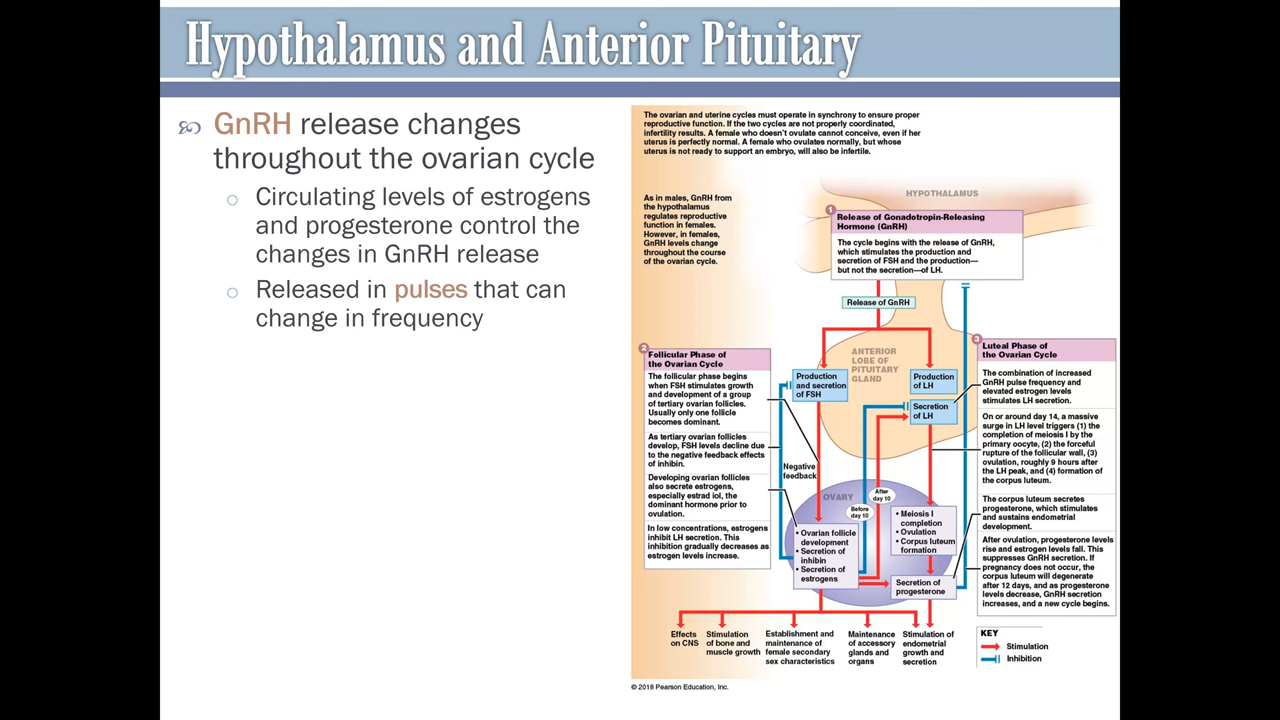 Hypothalamus and Anterior Pituitary
GnRH release changes
throughout the ovarian cycle
Circulating levels of estrogens
and progesterone control the
changes in GnRH release
Released in pulses that can
change in frequency
The ovarian and uterine cycles must operate in synchrony to ensure proper
reproductive function. If the two cycles are not properly coordinated,
infertility results. A female who doesn't ovulate cannot conceive, even if her
uterus is perfectly normal. A female who ovulates normally, but whose
uterus is not ready to support an embryo, will also be infertile.
As in males, GnRH from
the hypothalamus
regulates reproductive
function in females.
However, in females,
GnRH levels change
throughout the course
of the ovarian cycle.
HYPOTHALAMUS
1
Release of Gonadotropin-Releasing
Hormone (GnRH)
The cycle begins with the release of GnRH,
which stimulates the production and
secretion of FSH and the production—
but not the secretion—of LH.
Release of GnRH
2
Follicular Phase of
the Ovarian Cycle
The follicular phase begins
when FSH stimulates growth
and development of a group
of tertiary ovarian follicles.
Usually only one follicle
becomes dominant.
As tertiary ovarian follicles
develop, FSH levels decline due
to the negative feedback effects
of inhibin.
Developing ovarian follicles
also secrete estrogens,
especially estrad iol, the
dominant hormone prior to
ovulation.
In low concentrations, estrogens
inhibit LH secretion. This
inhibition gradually decreases as
estrogen levels increase.
ANTERIOR
LOBE OF
PITUITARY
GLAND
Production
and secretion
of FSH
Production
of LH
Secretion
of LH
Negative
feedback
OVARY
Before
day 10
After
day 10
• Ovarian follicle
development
• Secretion of
inhibin
• Secretion of
estrogens
• Meiosis I
completion
• Ovulation
• Corpus luteum
formation
Secretion of
progesterone
3
Luteal Phase of
the Ovarian Cycle
The combination of increased
GnRH pulse frequency and
elevated estrogen levels
stimulates LH secretion.
On or around day 14, a massive
surge in LH level triggers (1) the
completion of meiosis I by the
primary oocyte, (2) the forceful
rupture of the follicular wall, (3)
ovulation, roughly 9 hours after
the LH peak, and (4) formation of
the corpus luteum.
The corpus luteum secretes
progesterone, which stimulates
and sustains endometrial
development.
After ovulation, progesterone levels
rise and estrogen levels fall. This
suppresses GnRH secretion. If
pregnancy does not occur, the
corpus luteum will degenerate
after 12 days, and as progesterone
levels decrease, GnRH secretion
increases, and a new cycle begins.
Effects
on CNS
Stimulation
of bone and
muscle growth
Establishment and
maintenance of
female secondary
sex characteristics
Maintenance
of accessory
glands and
organs
Stimulation of
endometrial
growth and
secretion
KEY
Stimulation
Inhibition
© 2018 Pearson Education, Inc.